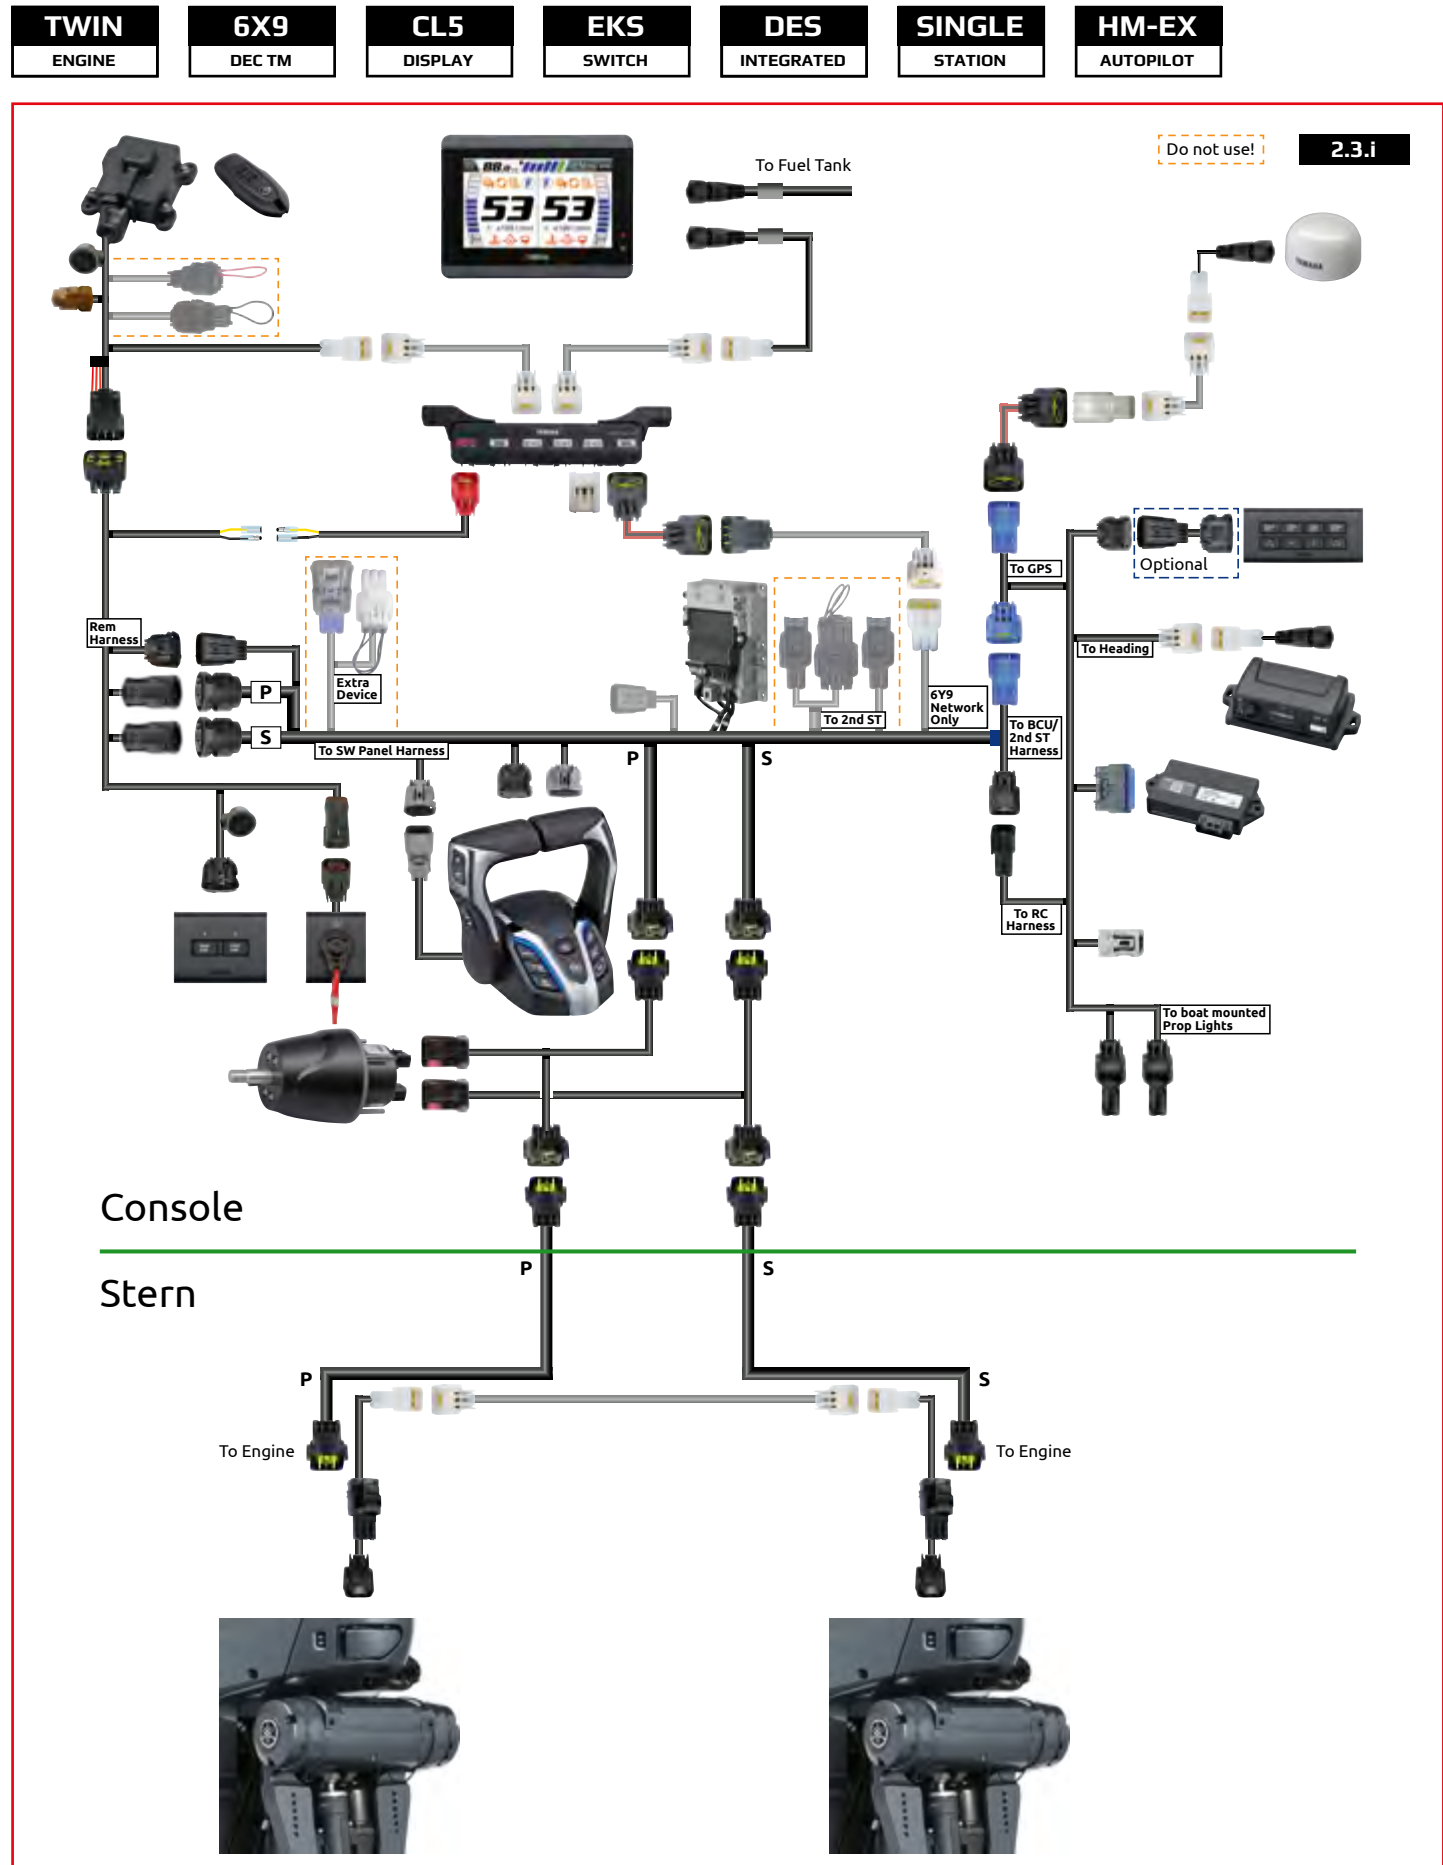 TWIN
ENGINE
6X9
DEC TM
CL5
DISPLAY
EKS
SWITCH
DES
INTEGRATED
SINGLE
STATION
HM-EX
AUTOPILOT
Do not use!
2.3.i
To Fuel Tank
53 53
YAMAHA
To GPS
Optional
Rem
Harness
To Heading
P
Extra
Device
6Y9
Network
Only
To 2nd ST
To BCU/
2nd ST
Harness
S
To SW Panel Harness
P
S
To RC
Harness
To boat mounted
Prop Lights
Console
P
S
Stern
P
S
To Engine
To Engine